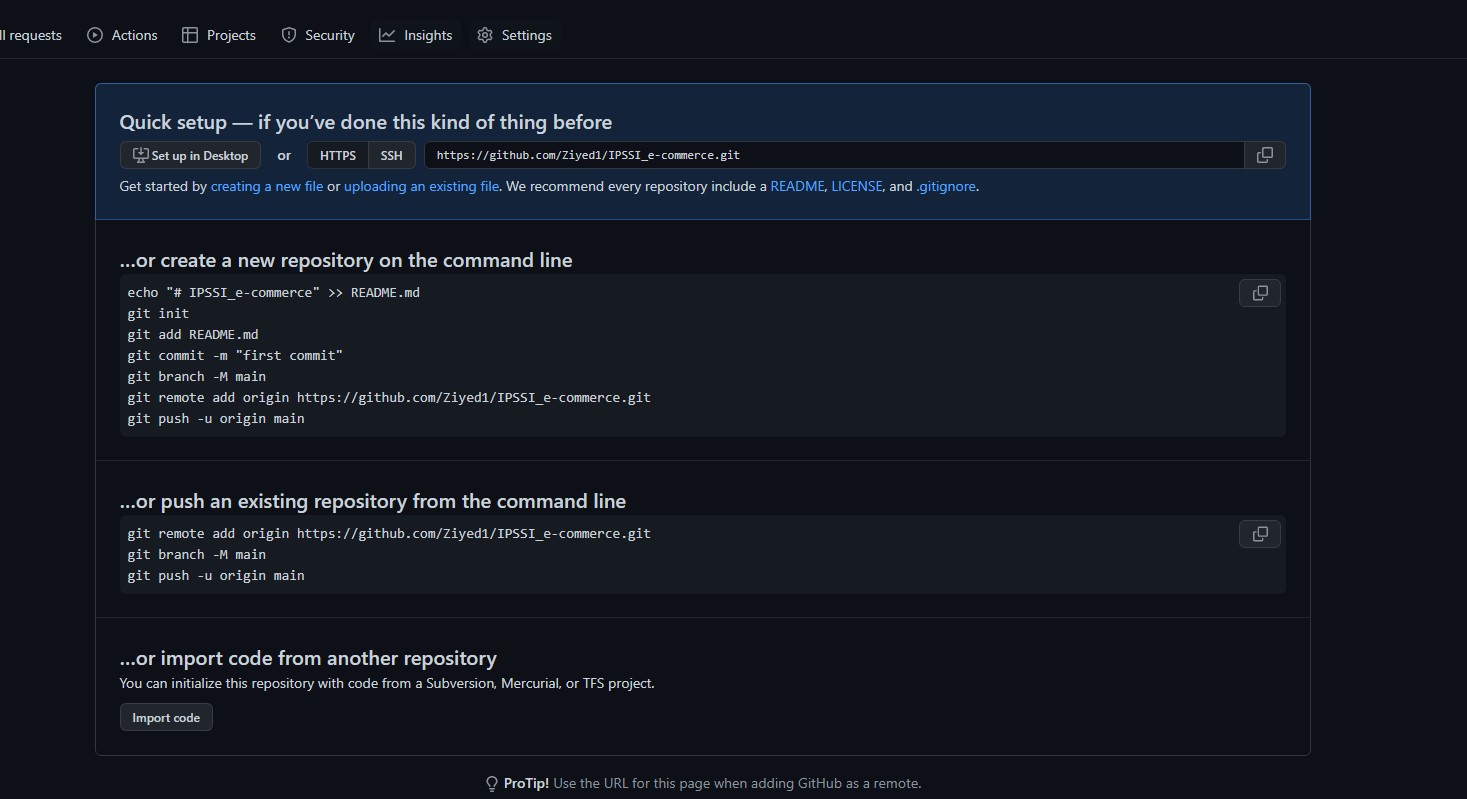 ll requests Actions Projects Security Insights Settings
Quick setup — if you’ve done this kind of thing before
Set up in Desktop or HTTPS SSH https://github.com/Ziyed1/IPSSI_e-commerce.git
Get started by creating a new file or uploading an existing file. We recommend every repository include a README, LICENSE, and .gitignore.
…or create a new repository on the command line
echo "# IPSSI_e-commerce" >> README.md
git init
git add README.md
git commit -m "first commit"
git branch -M main
git remote add origin https://github.com/Ziyed1/IPSSI_e-commerce.git
git push -u origin main
…or push an existing repository from the command line
git remote add origin https://github.com/Ziyed1/IPSSI_e-commerce.git
git branch -M main
git push -u origin main
…or import code from another repository
You can initialize this repository with code from a Subversion, Mercurial, or TFS project.
Import code
ProTip! Use the URL for this page when adding GitHub as a remote.